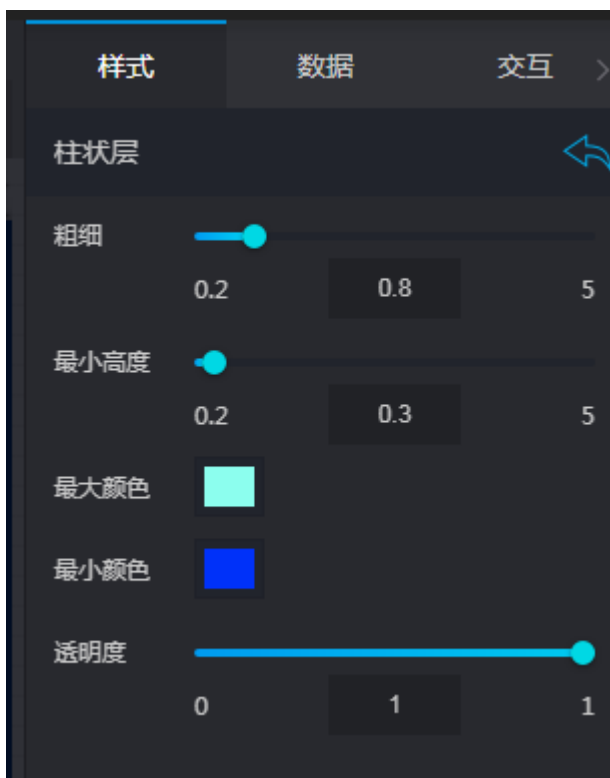 样式 数据 交互
柱状层
粗细
0.2 0.8 5
最小高度
0.2 0.3 5
最大颜色
最小颜色
透明度
0 1 1